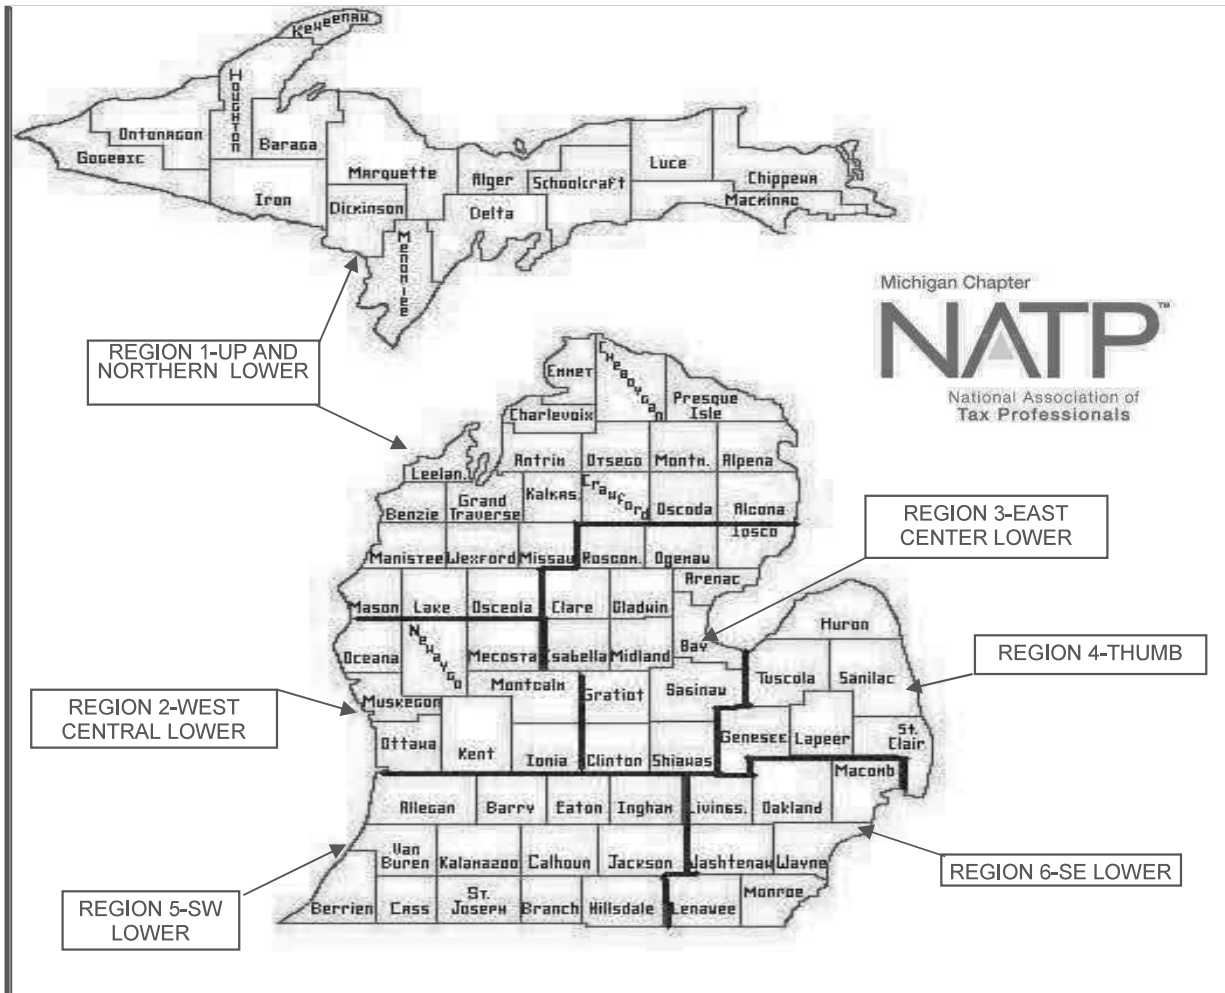 Keweenaw
Houghton
Ontonagon
Baraga
Gogebic
Iron
Marquette
Dickinson
Menomiee
Alger
Delta
Schoolcraft
Luce
Chippewa
Mackinac
Michigan Chapter
NATP™
National Association of
Tax Professionals
REGION 1-UP AND
NORTHERN LOWER
Emmet
Cheboygan
Presque
Isle
Charlevoix
Leelan.
Antrim
Otsego
Montm.
Alpena
Benzie
Grand
Traverse
Kalkas.
Crawford
Oscoda
Alcona
Iosco
REGION 3-EAST
CENTER LOWER
Manistee
Wexford
Missau
Roscom.
Ogemaw
Arenac
Mason
Lake
Osceola
Clare
Gladwin
Huron
Oceana
Newaygo
Mecosta
Isabella
Midland
Bay
REGION 4-THUMB
Tuscola
Sanilac
Muskegon
Montcalm
Gratiot
Saginaw
REGION 2-WEST
CENTRAL LOWER
Ottawa
Kent
Ionia
Clinton
Shiawas
Genesee
Lapeer
St.
Clair
Macomb
Allegan
Barry
Eaton
Ingham
Livings.
Oakland
Van
Buren
Kalamazoo
Calhoun
Jackson
Washtenaw
Wayne
REGION 6-SE LOWER
REGION 5-SW
LOWER
Berrien
Cass
St.
Joseph
Branch
Hillsdale
Lenawee
Monroe